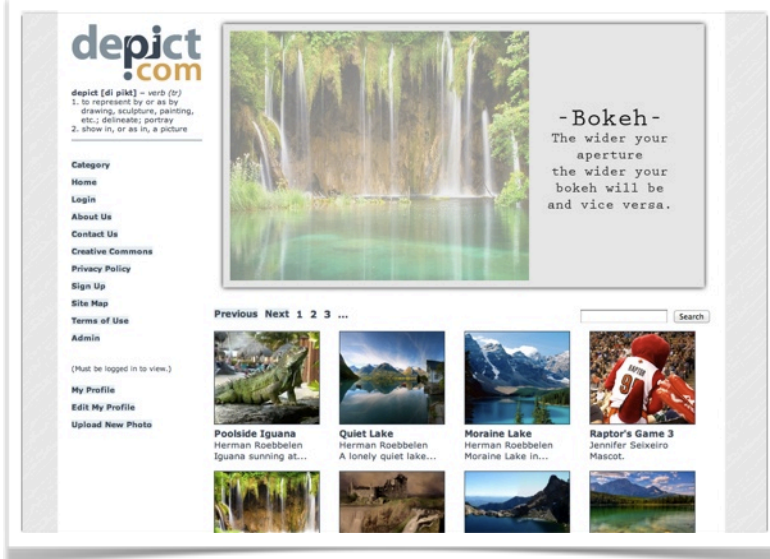 depict
.com
depict [di pikt] – verb (tr)
1. to represent by or as by
drawing, sculpture, painting,
etc.; delineate; portray
2. show in, or as in, a picture
Category
Home
Login
About Us
Contact Us
Creative Commons
Privacy Policy
Sign Up
Site Map
Terms of Use
Admin
(Must be logged in to view.)
My Profile
Edit My Profile
Upload New Photo
-Bokeh-
The wider your
aperture
the wider your
bokeh will be
and vice versa.
Previous Next 1 2 3 ...
Search
Poolside Iguana
Herman Roebbelen
Iguana sunning at...
Quiet Lake
Herman Roebbelen
A lonely quiet lake...
Moraine Lake
Herman Roebbelen
Moraine Lake in...
RAPTOR
Raptor's Game 3
Jennifer Seixeiro
Mascot.